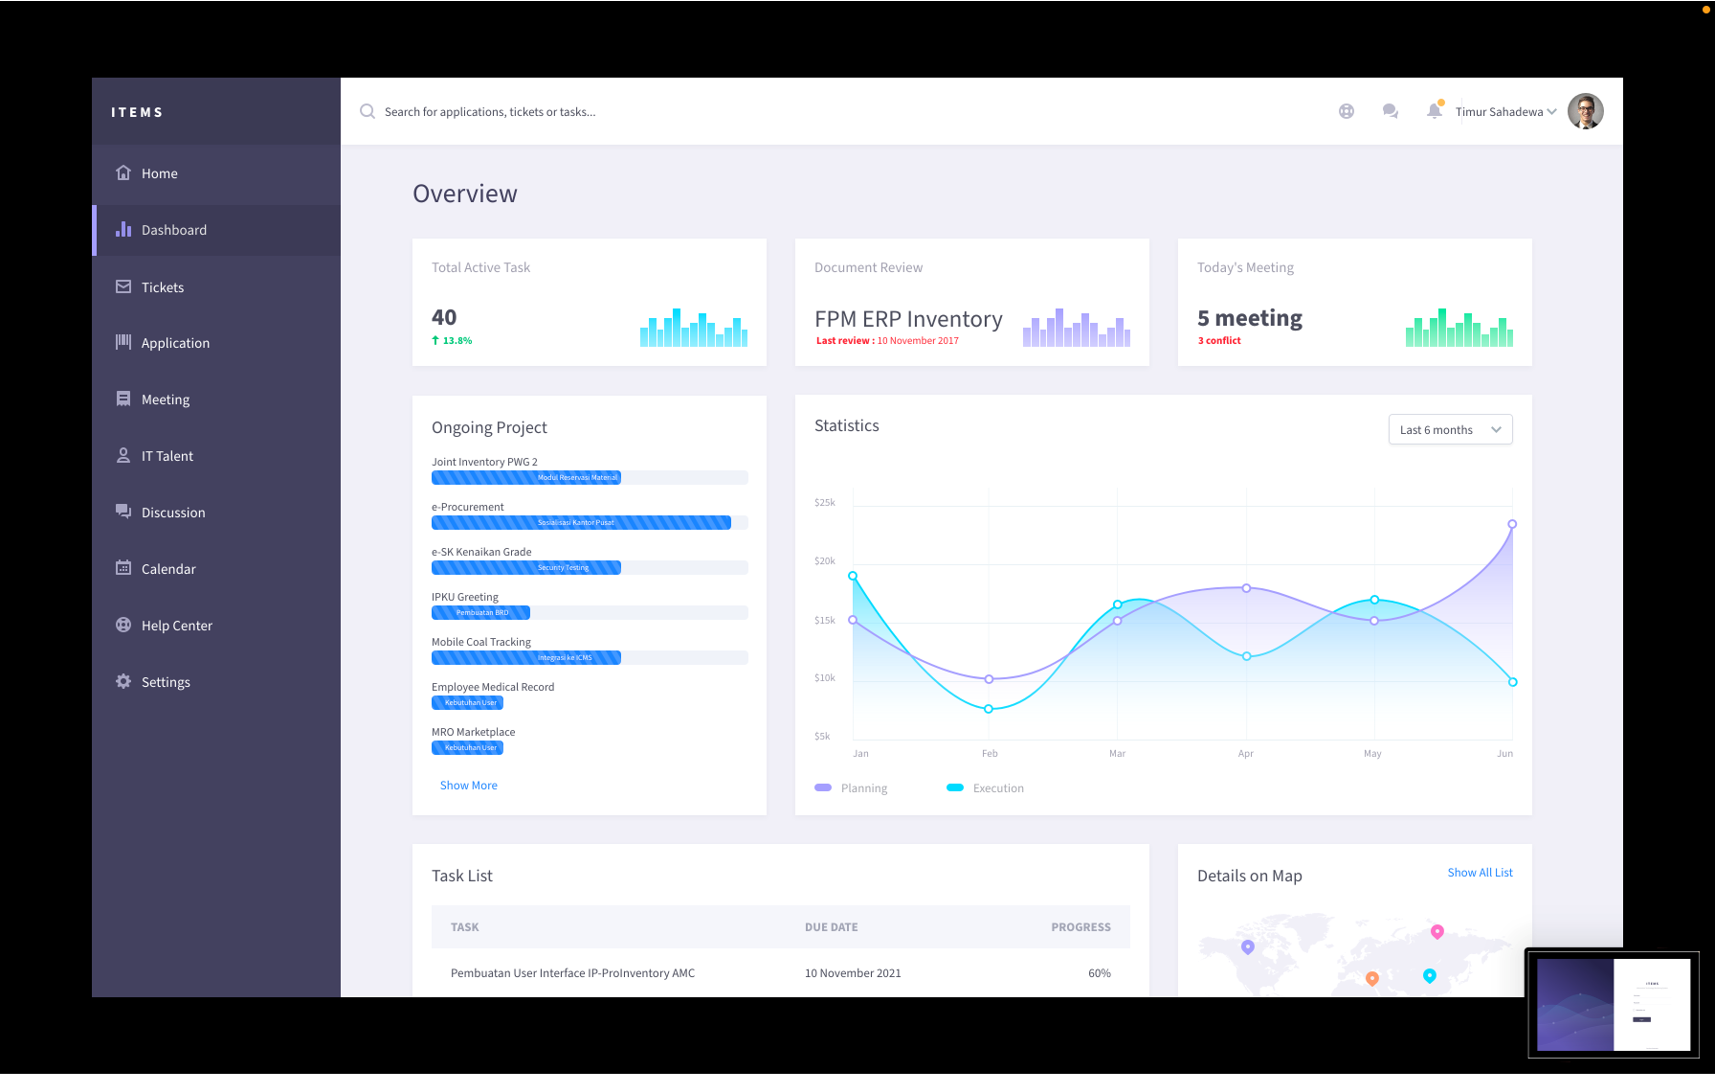 ITEMS
Search for applications, tickets or tasks...
Timur Sahadewa
Home
Dashboard
Tickets
Application
Meeting
IT Talent
Discussion
Calendar
Help Center
Settings
Overview
Total Active Task
40
13.8%
Document Review
FPM ERP Inventory
Last review : 10 November 2017
Today's Meeting
5 meeting
3 conflict
Ongoing Project
Joint Inventory PWG 2
Modul Reservasi Material
e-Procurement
Sosialisasi Kantor Pusat
e-SK Kenaikan Grade
Security Testing
IPKU Greeting
Pembuatan BRD
Mobile Coal Tracking
Integrasi ke ICMS
Employee Medical Record
Kebutuhan User
MRO Marketplace
Kebutuhan User
Show More
Statistics
Last 6 months
$25k
$20k
$15k
$10k
$5k
Jan Feb Mar Apr May Jun
Planning Execution
Task List
TASK DUE DATE PROGRESS
Pembuatan User Interface IP-ProInventory AMC 10 November 2021 60%
Details on Map
Show All List
ITEMS